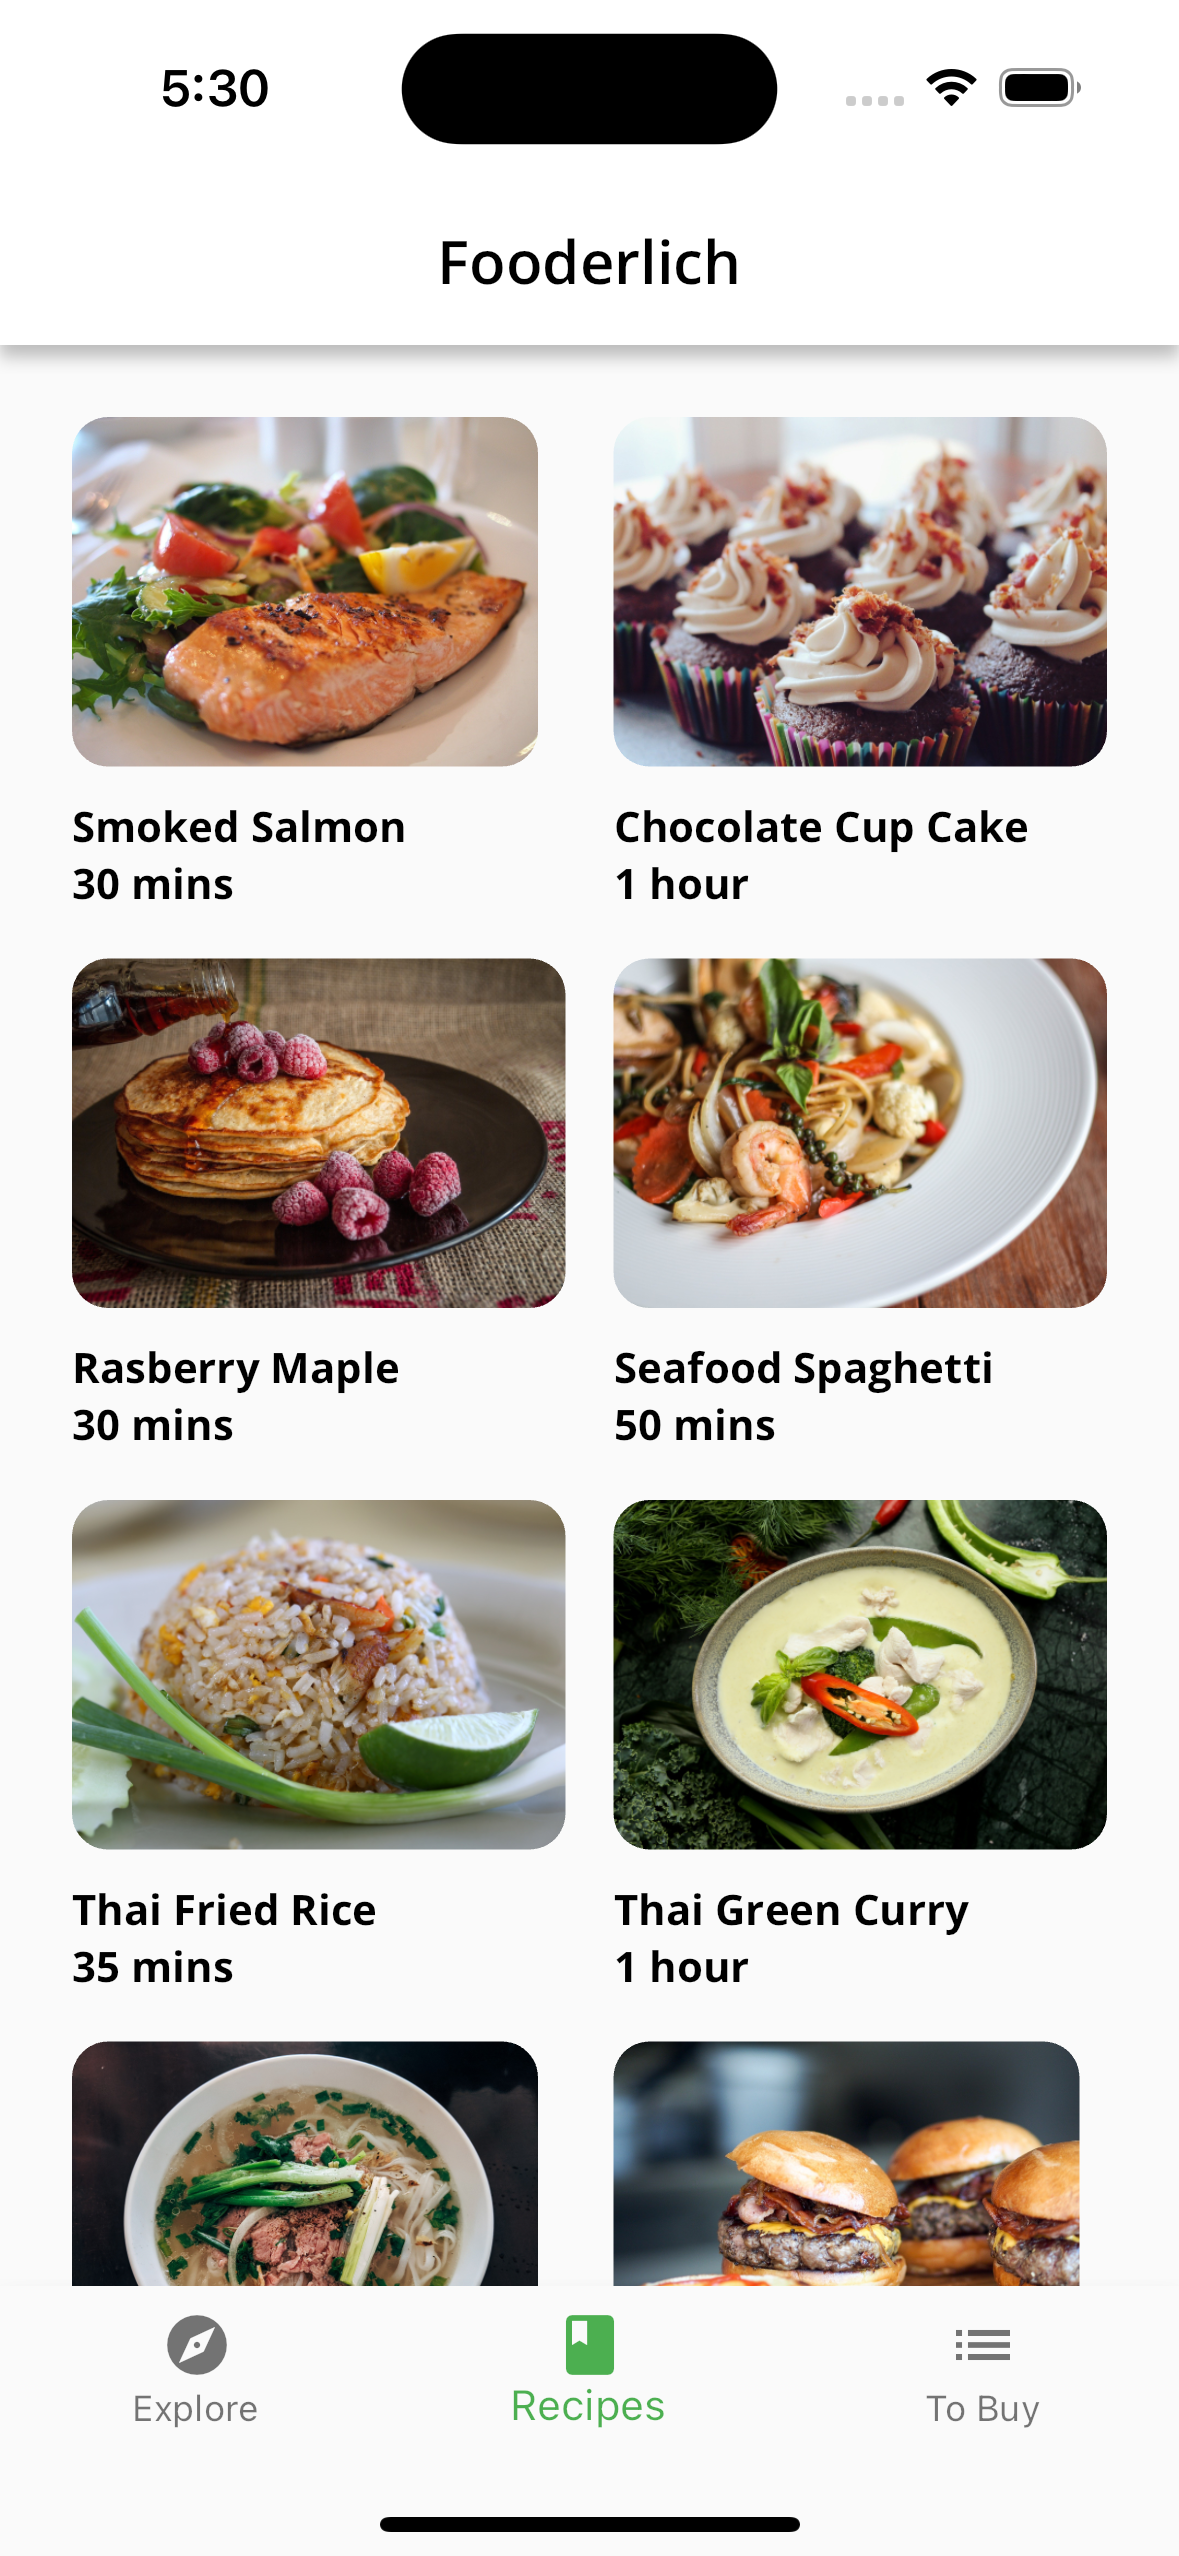 5:30
Fooderlich
Smoked Salmon
30 mins
Chocolate Cup Cake
1 hour
Rasberry Maple
30 mins
Seafood Spaghetti
50 mins
Thai Fried Rice
35 mins
Thai Green Curry
1 hour
Explore
Recipes
To Buy